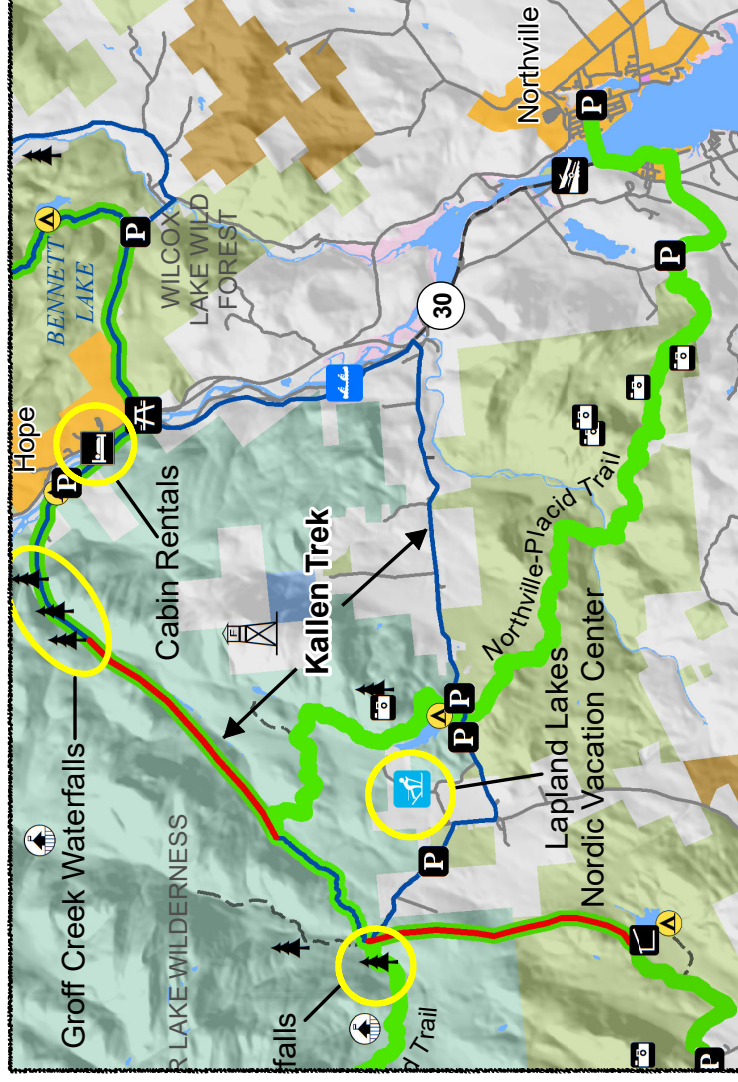 Northville
BENNETT
LAKE
WILCOX
LAKE WILD
FOREST
30
Hope
Cabin Rentals
Kallen Trek
Northville-Placid Trail
Lapland Lakes
Nordic Vacation Center
Groff Creek Waterfalls
R LAKE WILDERNESS
falls
d Trail
P
P
P
P
P
P
P
P